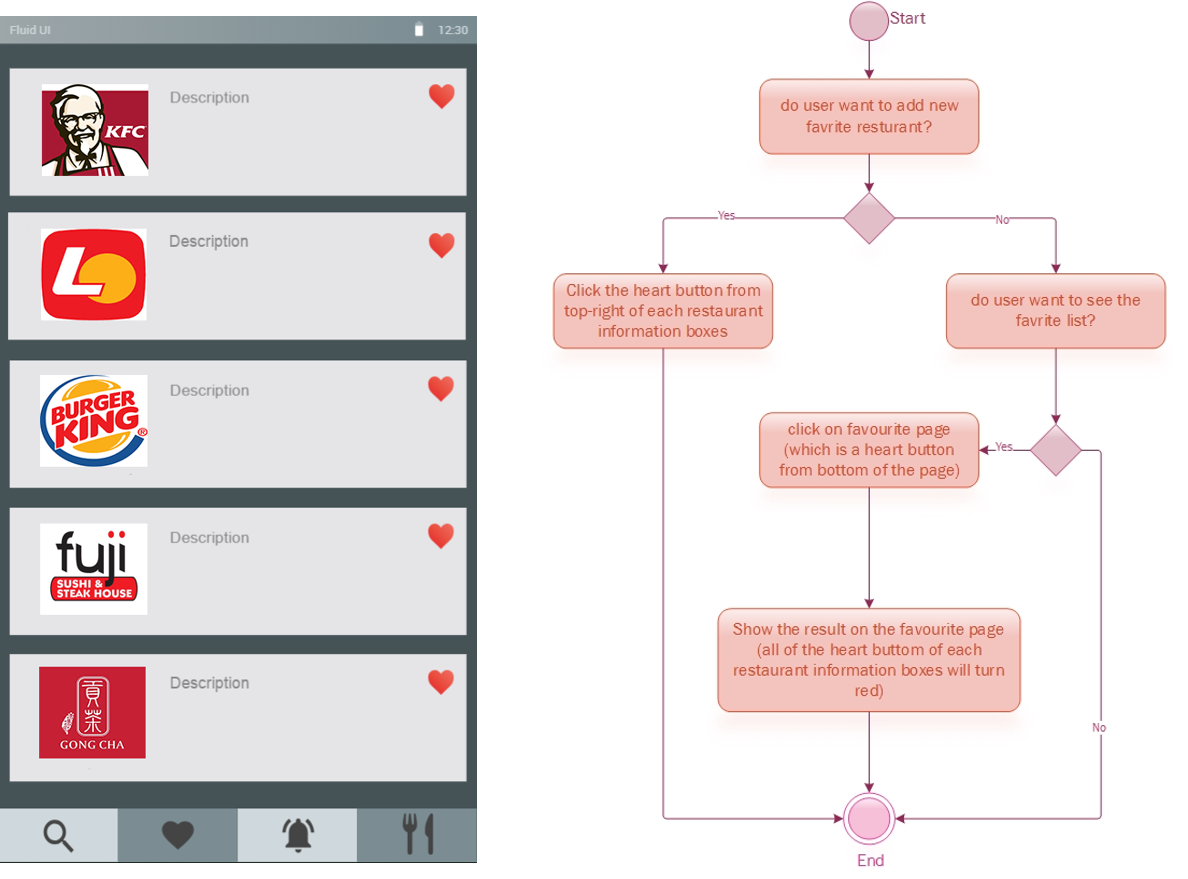 Fluid UI
12:30
KFC
Description
L
Description
BURGER
KING®
Description
fuji
SUSHI &
STEAK HOUSE
Description
貢
茶
GONG CHA
Description
Start
do user want to add new
favrite resturant?
Yes
No
Click the heart button from
top-right of each restaurant
information boxes
do user want to see the
favrite list?
click on favourite page
(which is a heart button
from bottom of the page)
Yes
Show the result on the favourite page
(all of the heart buttom of each
restaurant information boxes will turn
red)
No
End